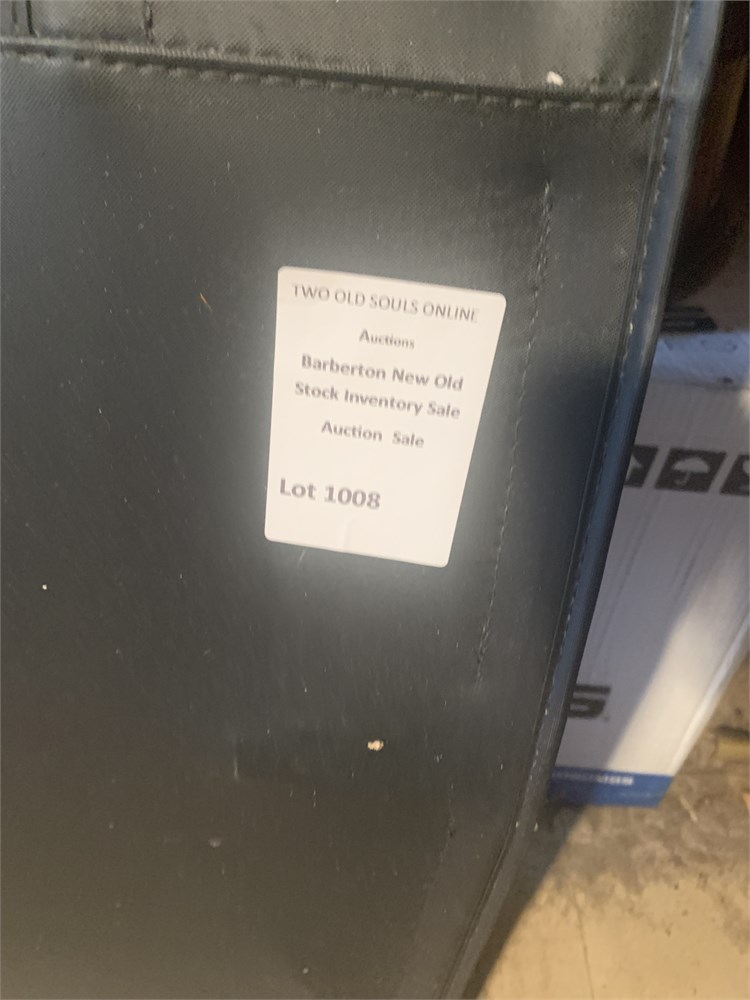 TWO OLD SOULS ONLINE
Auctions
Barberton New Old
Stock Inventory Sale
Auction Sale
Lot 1008